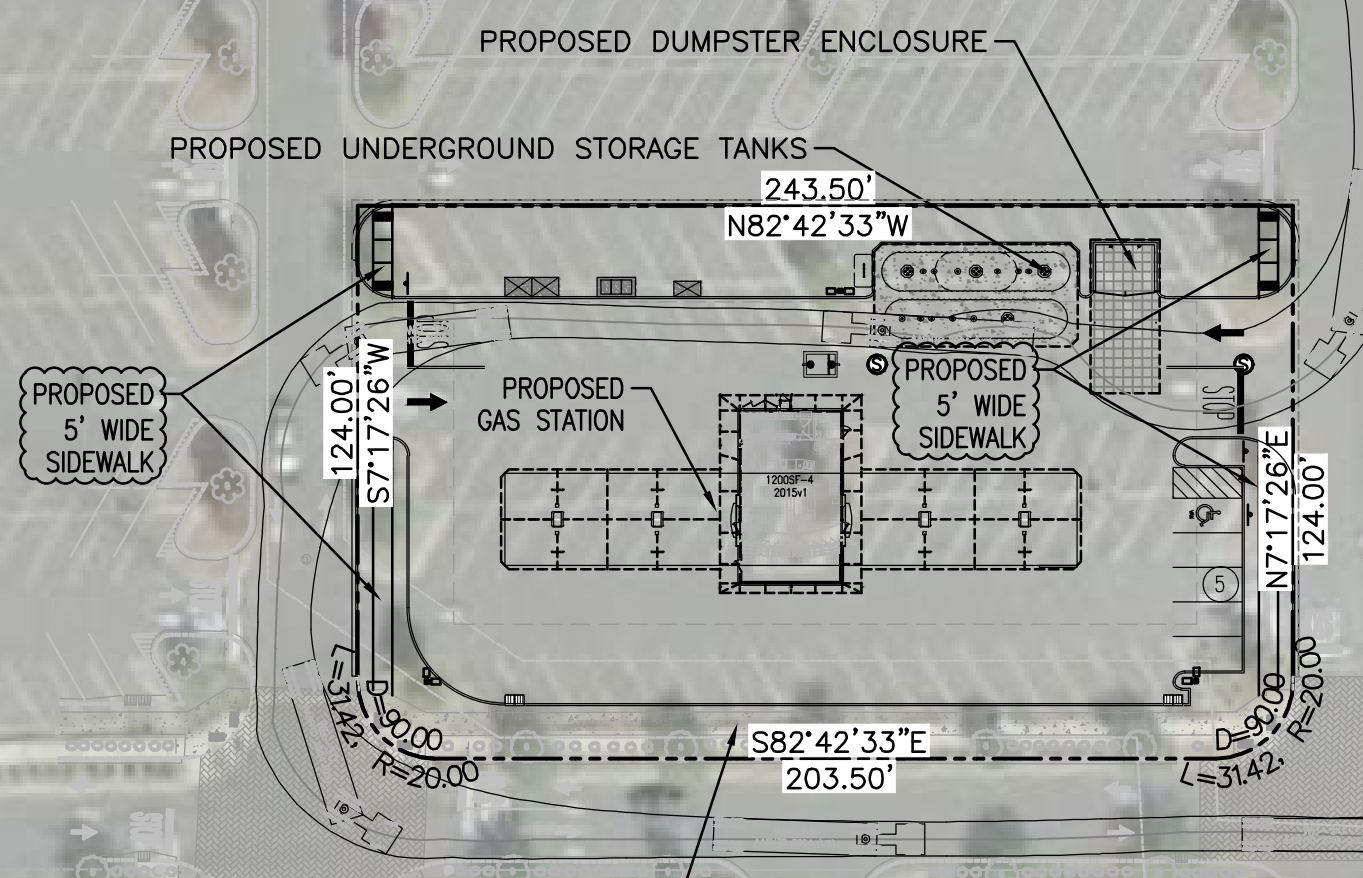 PROPOSED DUMPSTER ENCLOSURE
PROPOSED UNDERGROUND STORAGE TANKS
243.50'
N82°42'33"W
PROPOSED
5' WIDE
SIDEWALK
124.00'
S7°17'26"W
PROPOSED
GAS STATION
S
PROPOSED
5' WIDE
SIDEWALK
S
STOP
1200SF-4
2015v1
N7°17'26"E
124.00'
5
L=31.42,
D=90.00
R=20.00
S82°42'33"E
203.50'
L=31.42,
D=90.00
R=20.00